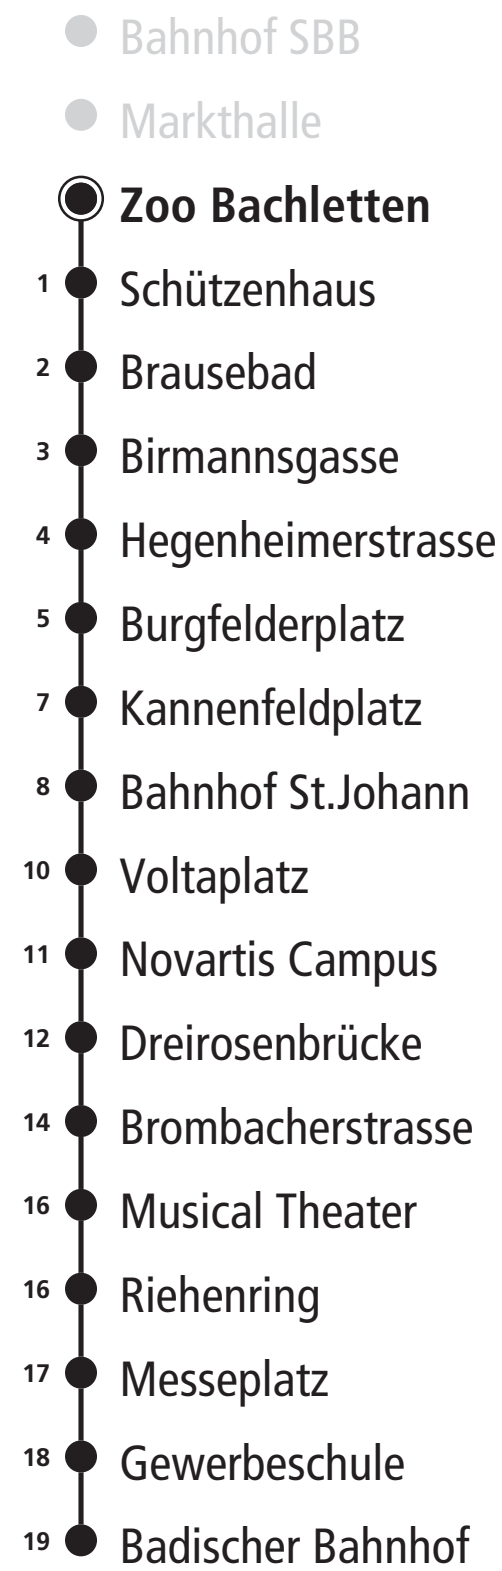 Bahnhof SBB
Markthalle
Zoo Bachletten
1 Schützenhaus
2 Brausebad
3 Birmannsgasse
4 Hegenheimerstrasse
5 Burgfelderplatz
7 Kannenfeldplatz
8 Bahnhof St.Johann
10 Voltaplatz
11 Novartis Campus
12 Dreirosenbrücke
14 Brombacherstrasse
16 Musical Theater
16 Riehenring
17 Messeplatz
18 Gewerbeschule
19 Badischer Bahnhof